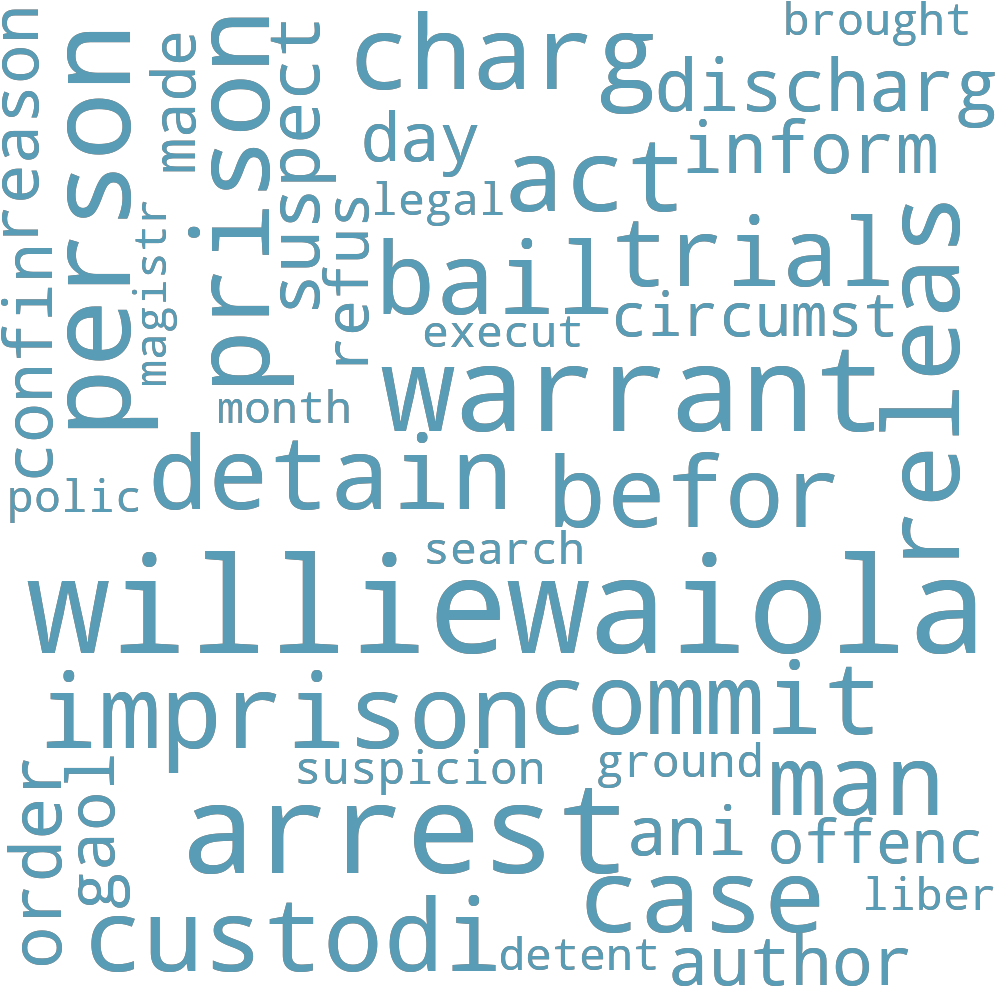 brought
charg
discharg
reason
person
made
prison
suspect
day
inform
act
legal
magistr
refus
releas
trial
bail
confin
circumst
execut
warrant
month
detain
befor
polic
search
williewaiola
imprison
commit
suspicion
ground
man
order
gaol
arrest
ani
offenc
case
liber
custodi
detent
author